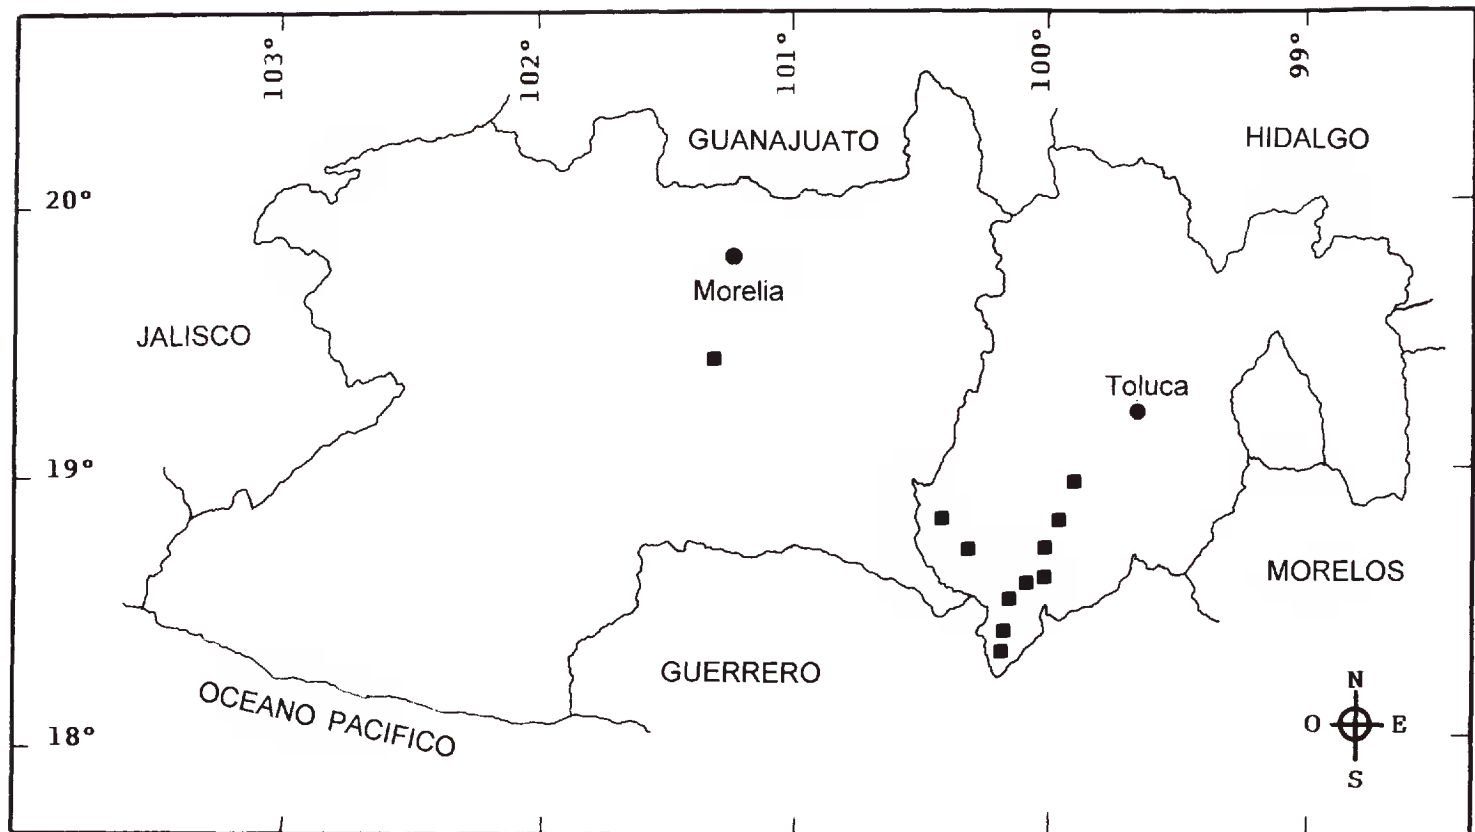 103°
102°
101°
100°
99°
GUANAJUATO
HIDALGO
20°
Morelia
JALISCO
Toluca
19°
MORELOS
GUERRERO
OCEANO PACIFICO
N
O E
S
18°